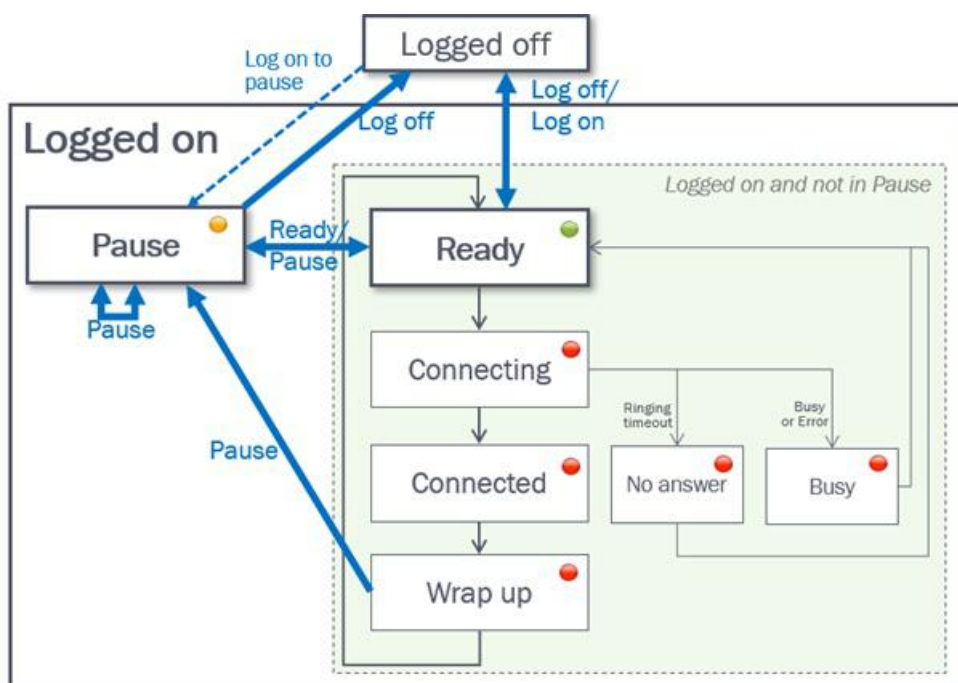 Logged off
Log on to
pause
Log off/
Log on
Log off
Logged on
Logged on and not in Pause
Pause
Ready/
Pause
Ready
Pause
Connecting
Ringing
timeout
Busy
or Error
Pause
Connected
No answer
Busy
Wrap up